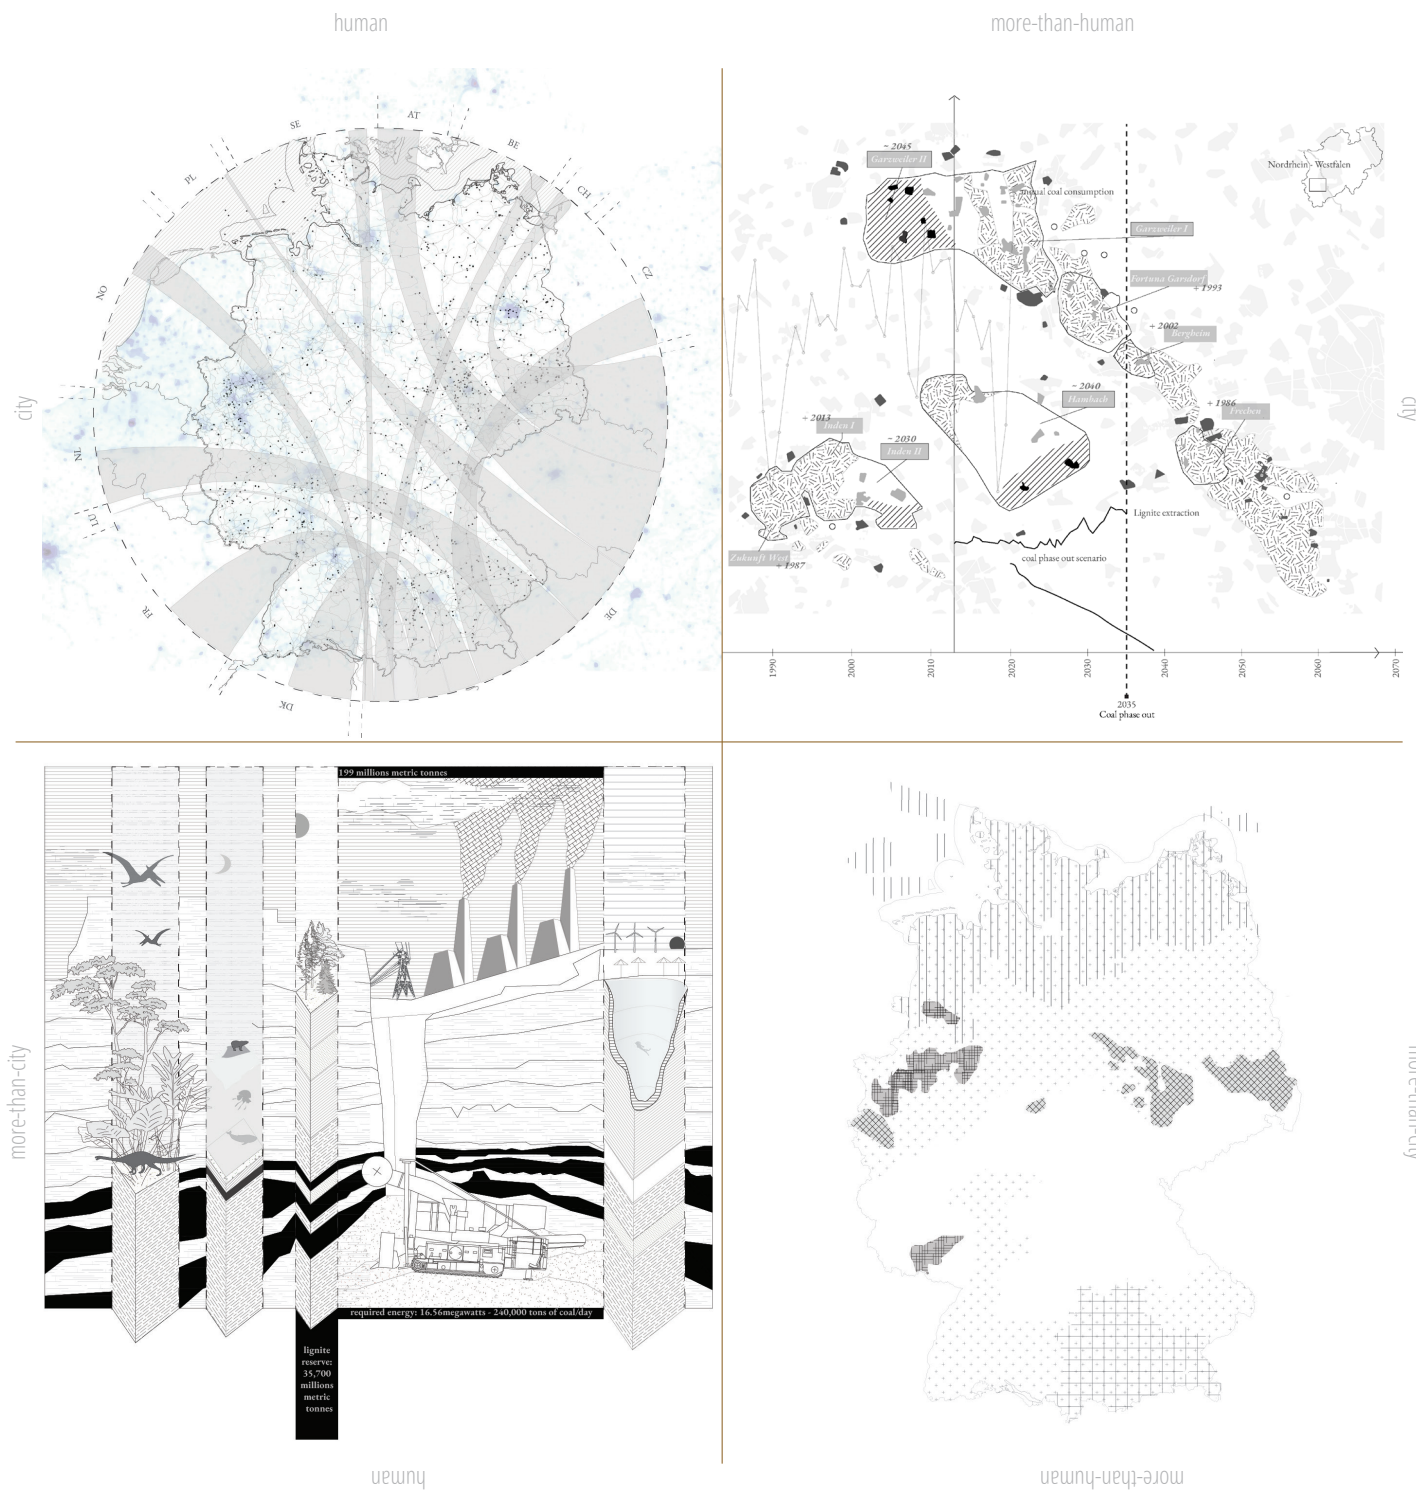 human
more-than-human
SE
AT
BE
CH
PL
CZ
NO
NL
LU
FR
DE
DK
city
~ 2045
Garzweiler II
annual coal consumption
Nordrhein - Westfalen
Garzweiler I
Fortuna Garsdorf
+ 1993
+ 2002
Bergheim
~ 2040
Hambach
+ 1986
Frechen
+ 2013
Inden I
~ 2030
Inden II
Lignite extraction
coal phase out scenario
Zukunft West
+ 1987
1990
2000
2010
2020
2030
2040
2050
2060
2070
2035
Coal phase out
city
199 millions metric tonnes
required energy: 16.56megawatts - 240,000 tons of coal/day
lignite
reserve:
35,700
millions
metric
tonnes
more-than-city
more-than-city
human
more-than-human